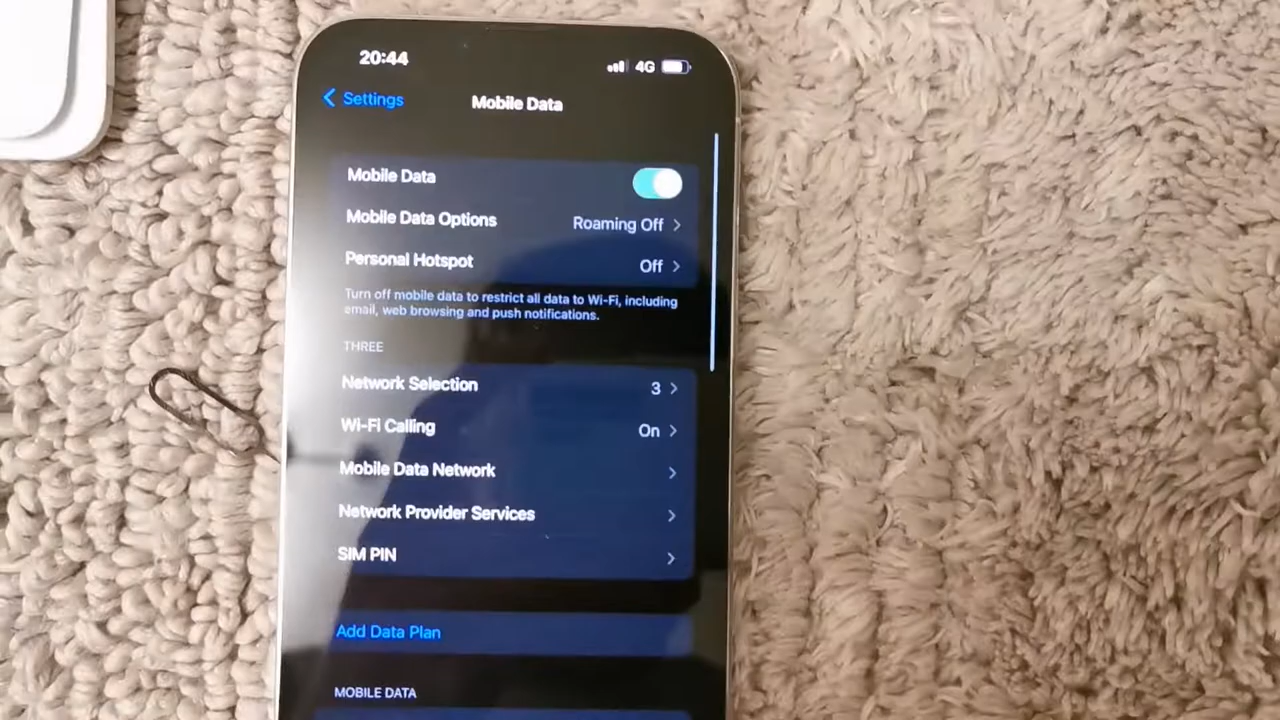 20:44
4G
Settings
Mobile Data
Mobile Data
Mobile Data Options Roaming Off
Personal Hotspot Off
Turn off mobile data to restrict all data to Wi-Fi, including
email, web browsing and push notifications.
THREE
Network Selection 3
Wi-Fi Calling On
Mobile Data Network
Network Provider Services
SIM PIN
Add Data Plan
MOBILE DATA